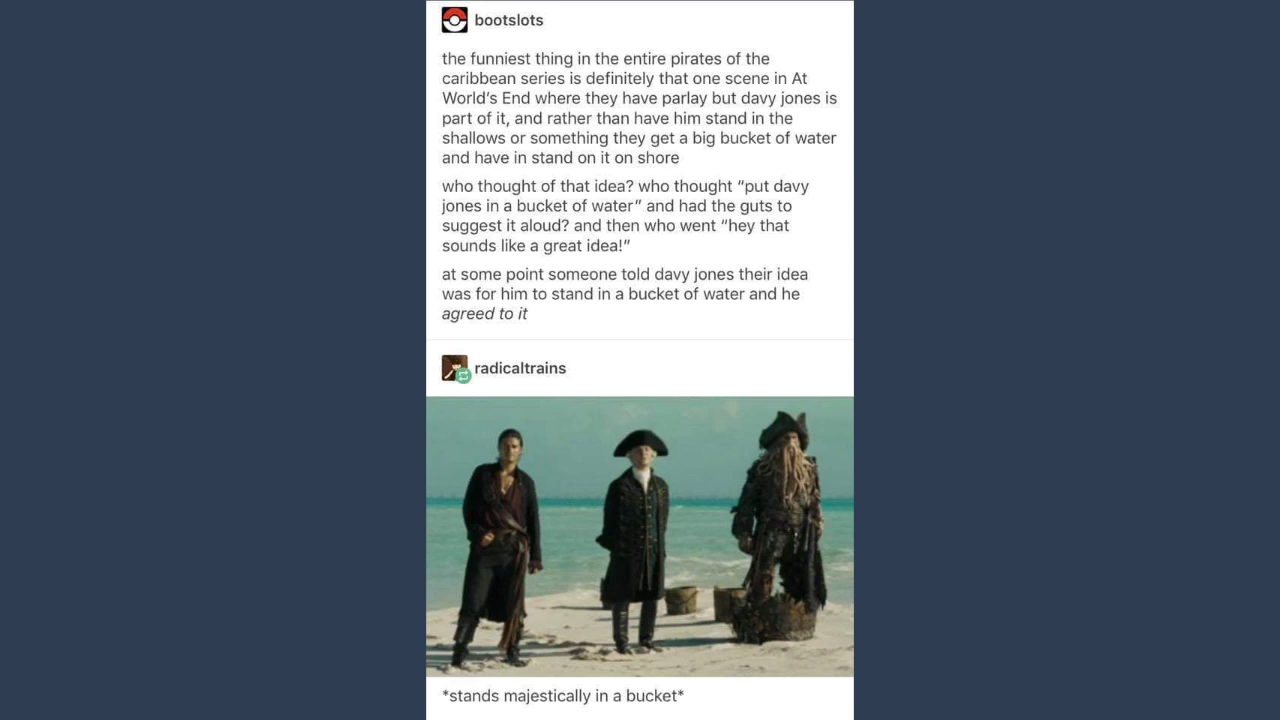 bootslots
the funniest thing in the entire pirates of the
caribbean series is definitely that one scene in At
World's End where they have parlay but davy jones is
part of it, and rather than have him stand in the
shallows or something they get a big bucket of water
and have in stand on it on shore
who thought of that idea? who thought “put davy
jones in a bucket of water” and had the guts to
suggest it aloud? and then who went “hey that
sounds like a great idea!”
at some point someone told davy jones their idea
was for him to stand in a bucket of water and he
agreed to it
radicaltrains
*stands majestically in a bucket*